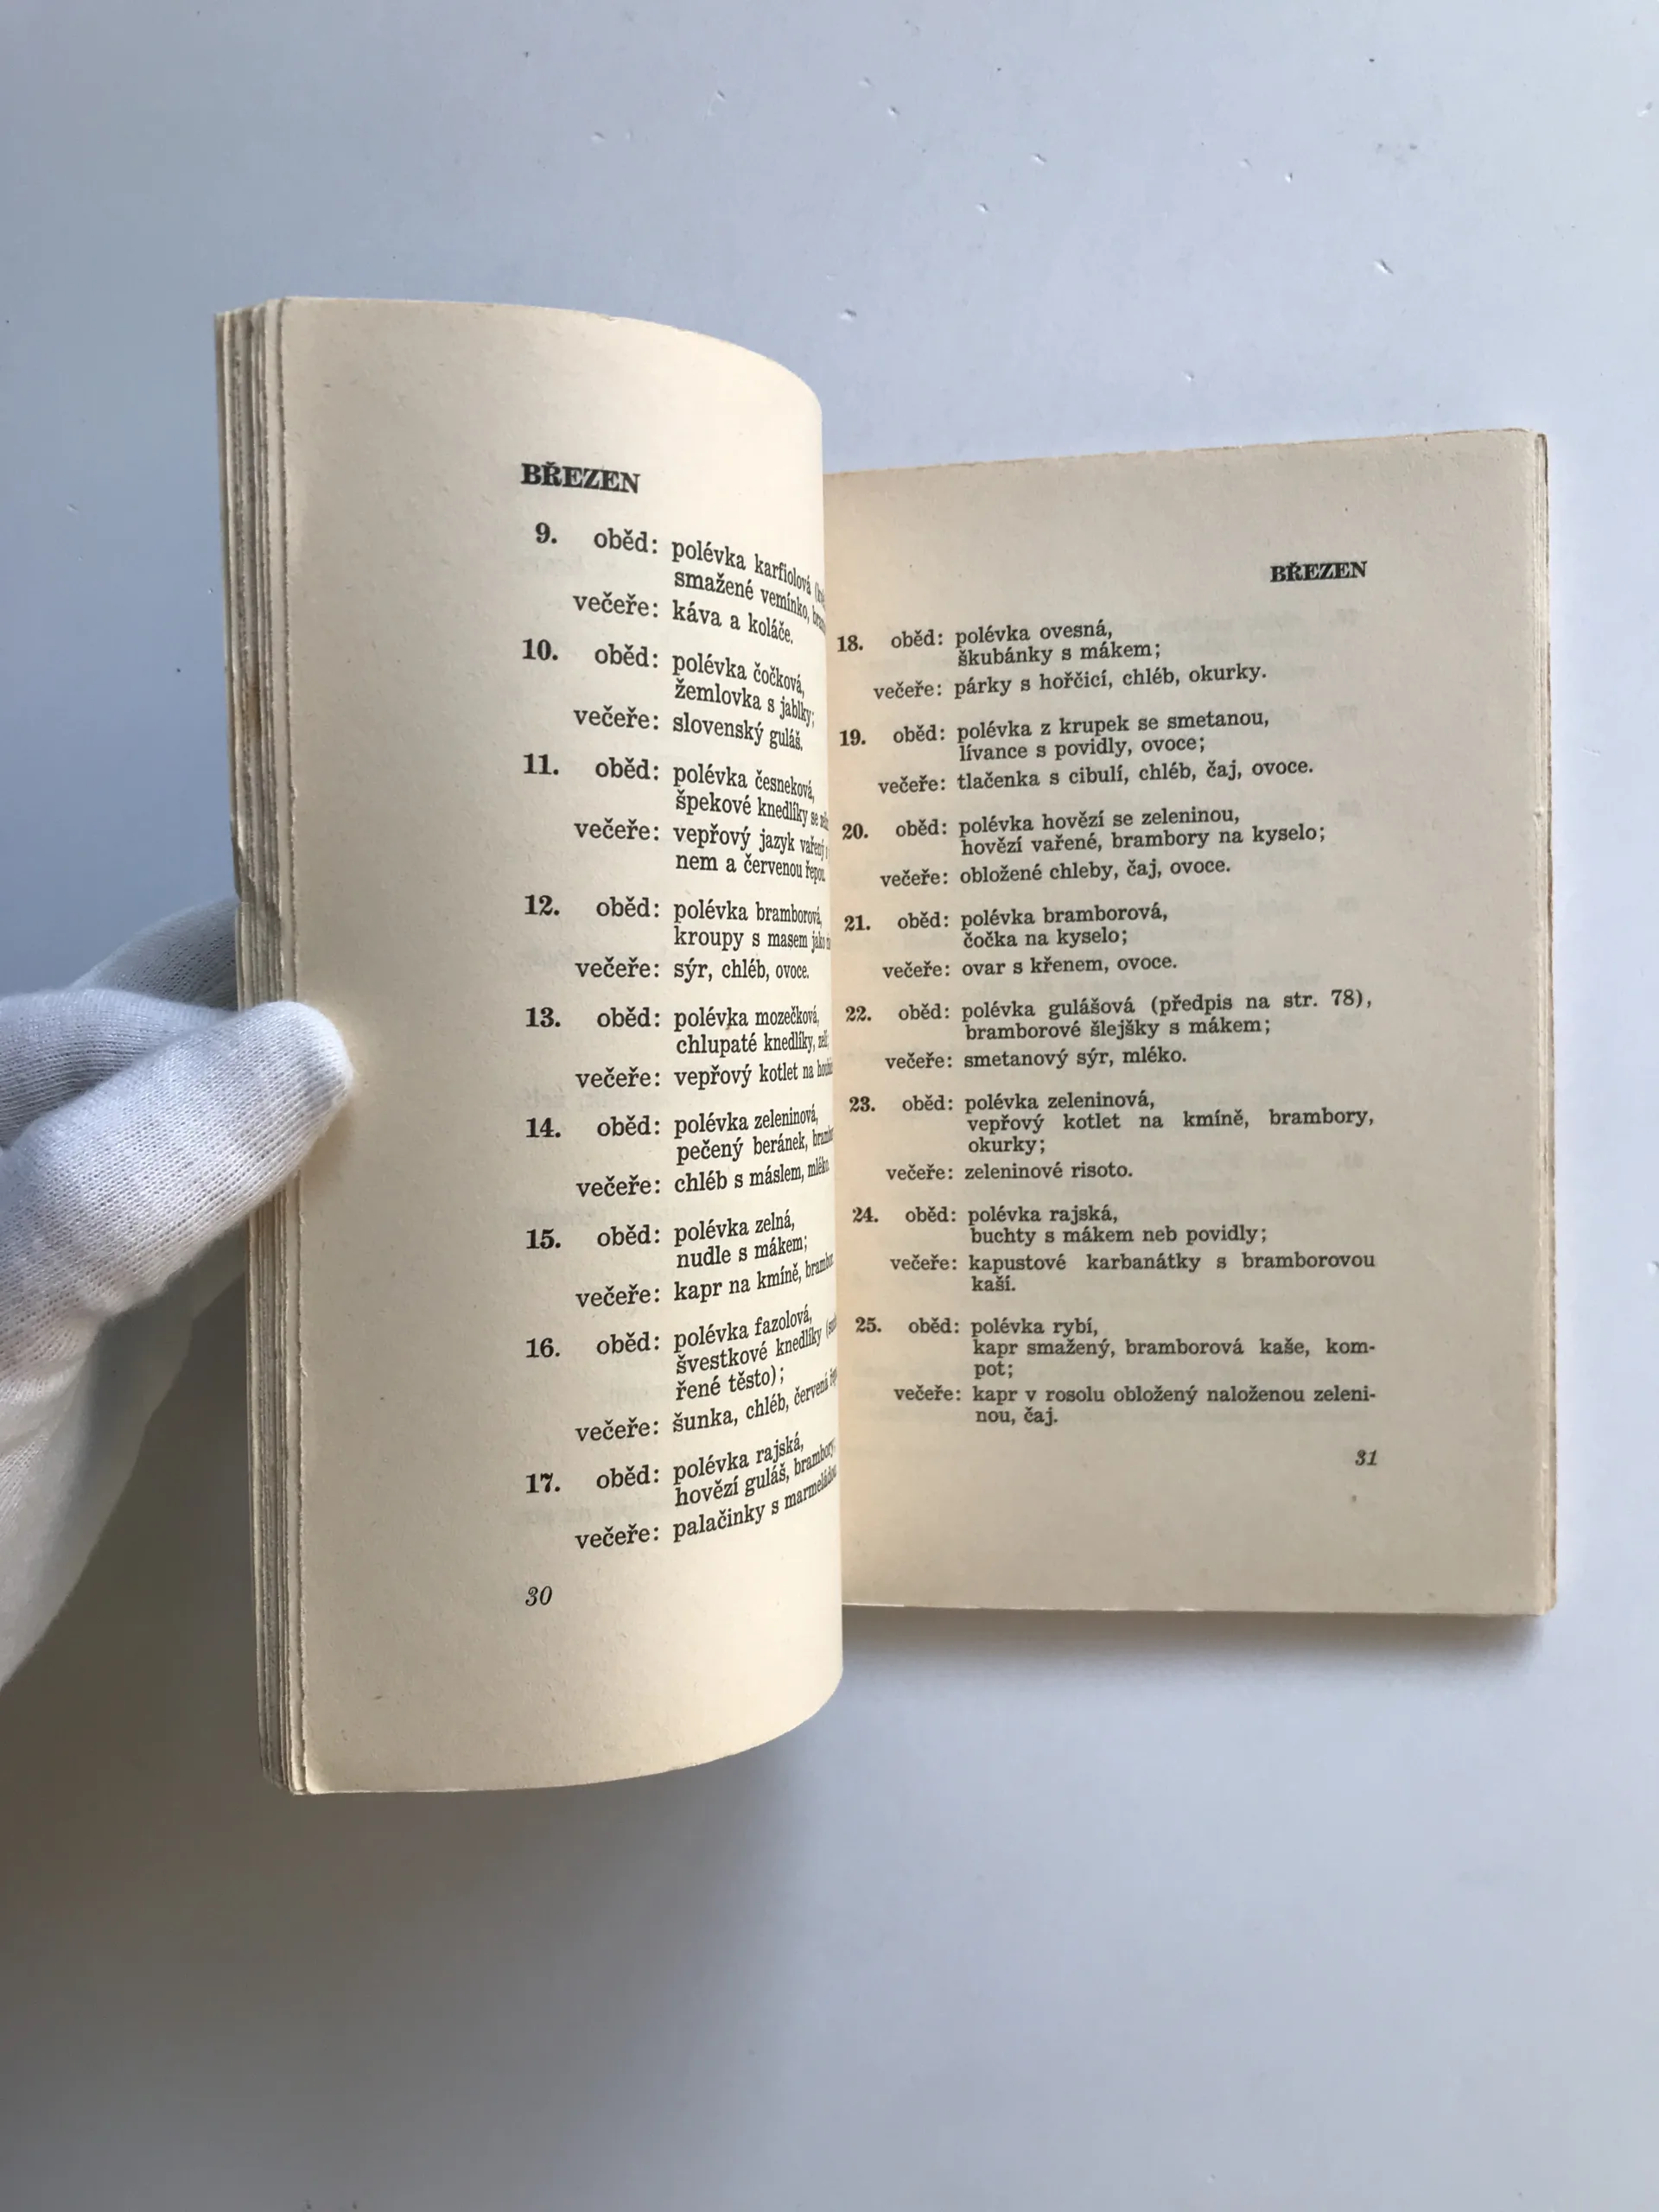 BŘEZEN
9. oběd: polévka karfiolová
smažené vemínko,
večeře: káva a koláče.
10. oběd: polévka čočková,
žemlovka s jablky;
večeře: slovenský guláš.
11. oběd: polévka česneková,
špekové knedlíky se
večeře: vepřový jazyk vařený
nem a červenou řepou.
12. oběd: polévka bramborová,
kroupy s masem jako
večeře: sýr, chléb, ovoce.
13. oběd: polévka mozečková,
chlupaté knedlíky,
večeře: vepřový kotlet na
14. oběd: polévka zeleninová,
pečený beránek,
večeře: chléb s máslem,
15. oběd: polévka zelná,
nudle s mákem;
večeře: kapr na kmíně,
16. oběd: polévka fazolová,
švestkové knedlíky
řené těsto);
večeře: šunka, chléb, červená
17. oběd: polévka rajská,
hovězí guláš, brambory,
večeře: palačinky s marmeládou
30
BŘEZEN
18. oběd: polévka ovesná,
škubánky s mákem;
večeře: párky s hořčicí, chléb, okurky.
19. oběd: polévka z krupek se smetanou,
lívance s povidly, ovoce;
večeře: tlačenka s cibulí, chléb, čaj, ovoce.
20. oběd: polévka hovězí se zeleninou,
hovězí vařené, brambory na kyselo;
večeře: obložené chleby, čaj, ovoce.
21. oběd: polévka bramborová,
čočka na kyselo;
večeře: ovar s křenem, ovoce.
22. oběd: polévka gulášová (předpis na str. 78),
bramborové šlejšky s mákem;
večeře: smetanový sýr, mléko.
23. oběd: polévka zeleninová,
vepřový kotlet na kmíně, brambory,
okurky;
večeře: zeleninové risoto.
24. oběd: polévka rajská,
buchty s mákem neb povidly;
večeře: kapustové karbanátky s bramborovou
kaší.
25. oběd: polévka rybí,
kapr smažený, bramborová kaše, kom-
pot;
večeře: kapr v rosolu obložený naloženou zeleni-
nou, čaj.
31